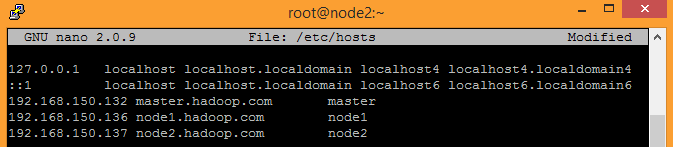 root@node2:~
GNU nano 2.0.9 File: /etc/hosts Modified
127.0.0.1 localhost localhost.localdomain localhost4 localhost4.localdomain4
::1 localhost localhost.localdomain localhost6 localhost6.localdomain6
192.168.150.132 master.hadoop.com master
192.168.150.136 node1.hadoop.com node1
192.168.150.137 node2.hadoop.com node2